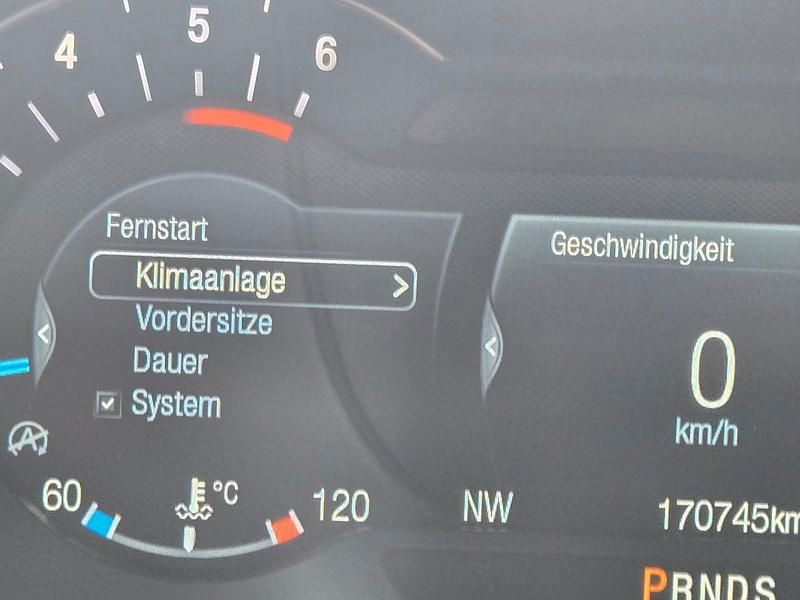 4
5
6
Fernstart
Klimaanlage >
Vordersitze
Dauer
System
<
A
60
°C
120
Geschwindigkeit
<
0
km/h
NW
170745km
PRNDS